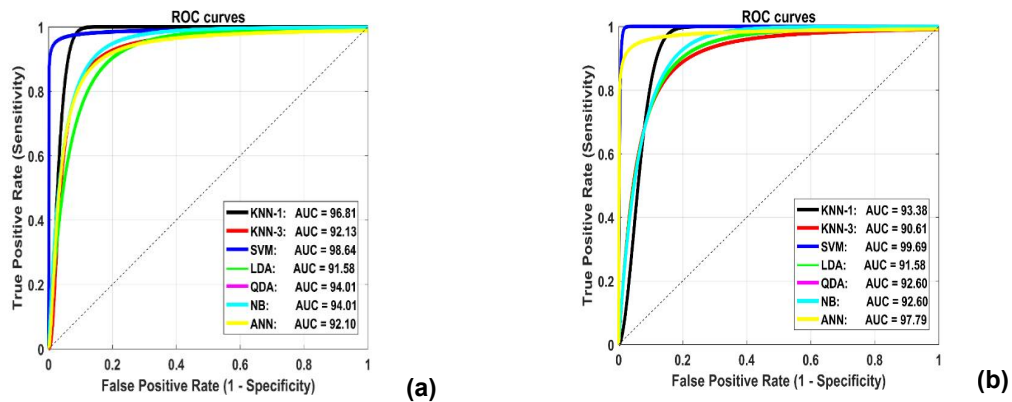 ROC curves
True Positive Rate (Sensitivity)
1
0.8
0.6
0.4
0.2
0
KNN-1: AUC = 96.81
KNN-3: AUC = 92.13
SVM: AUC = 98.64
LDA: AUC = 91.58
QDA: AUC = 94.01
NB: AUC = 94.01
ANN: AUC = 92.10
0 0.2 0.4 0.6 0.8 1
False Positive Rate (1 - Specificity)
(a)
ROC curves
True Positive Rate (Sensitivity)
1
0.8
0.6
0.4
0.2
0
KNN-1: AUC = 93.38
KNN-3: AUC = 90.61
SVM: AUC = 99.69
LDA: AUC = 91.58
QDA: AUC = 92.60
NB: AUC = 92.60
ANN: AUC = 97.79
0 0.2 0.4 0.6 0.8 1
False Positive Rate (1 - Specificity)
(b)